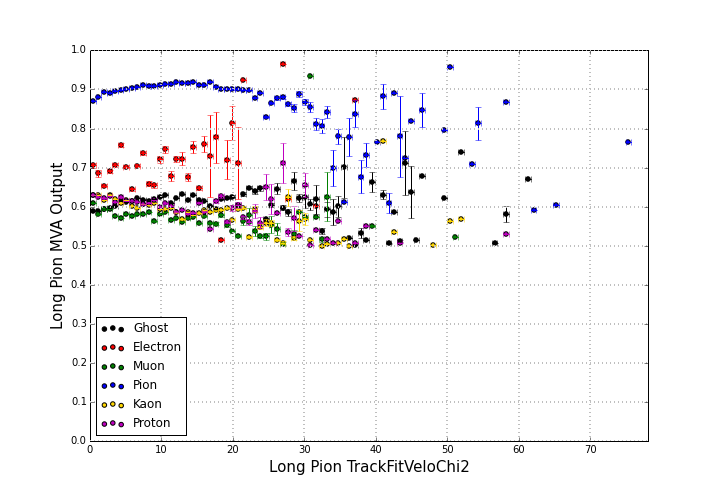 1.0
0.9
0.8
0.7
0.6
0.5
0.4
0.3
0.2
0.1
0.0
Long Pion MVA Output
Ghost
Electron
Muon
Pion
Kaon
Proton
0 10 20 30 40 50 60 70
Long Pion TrackFitVeloChi2